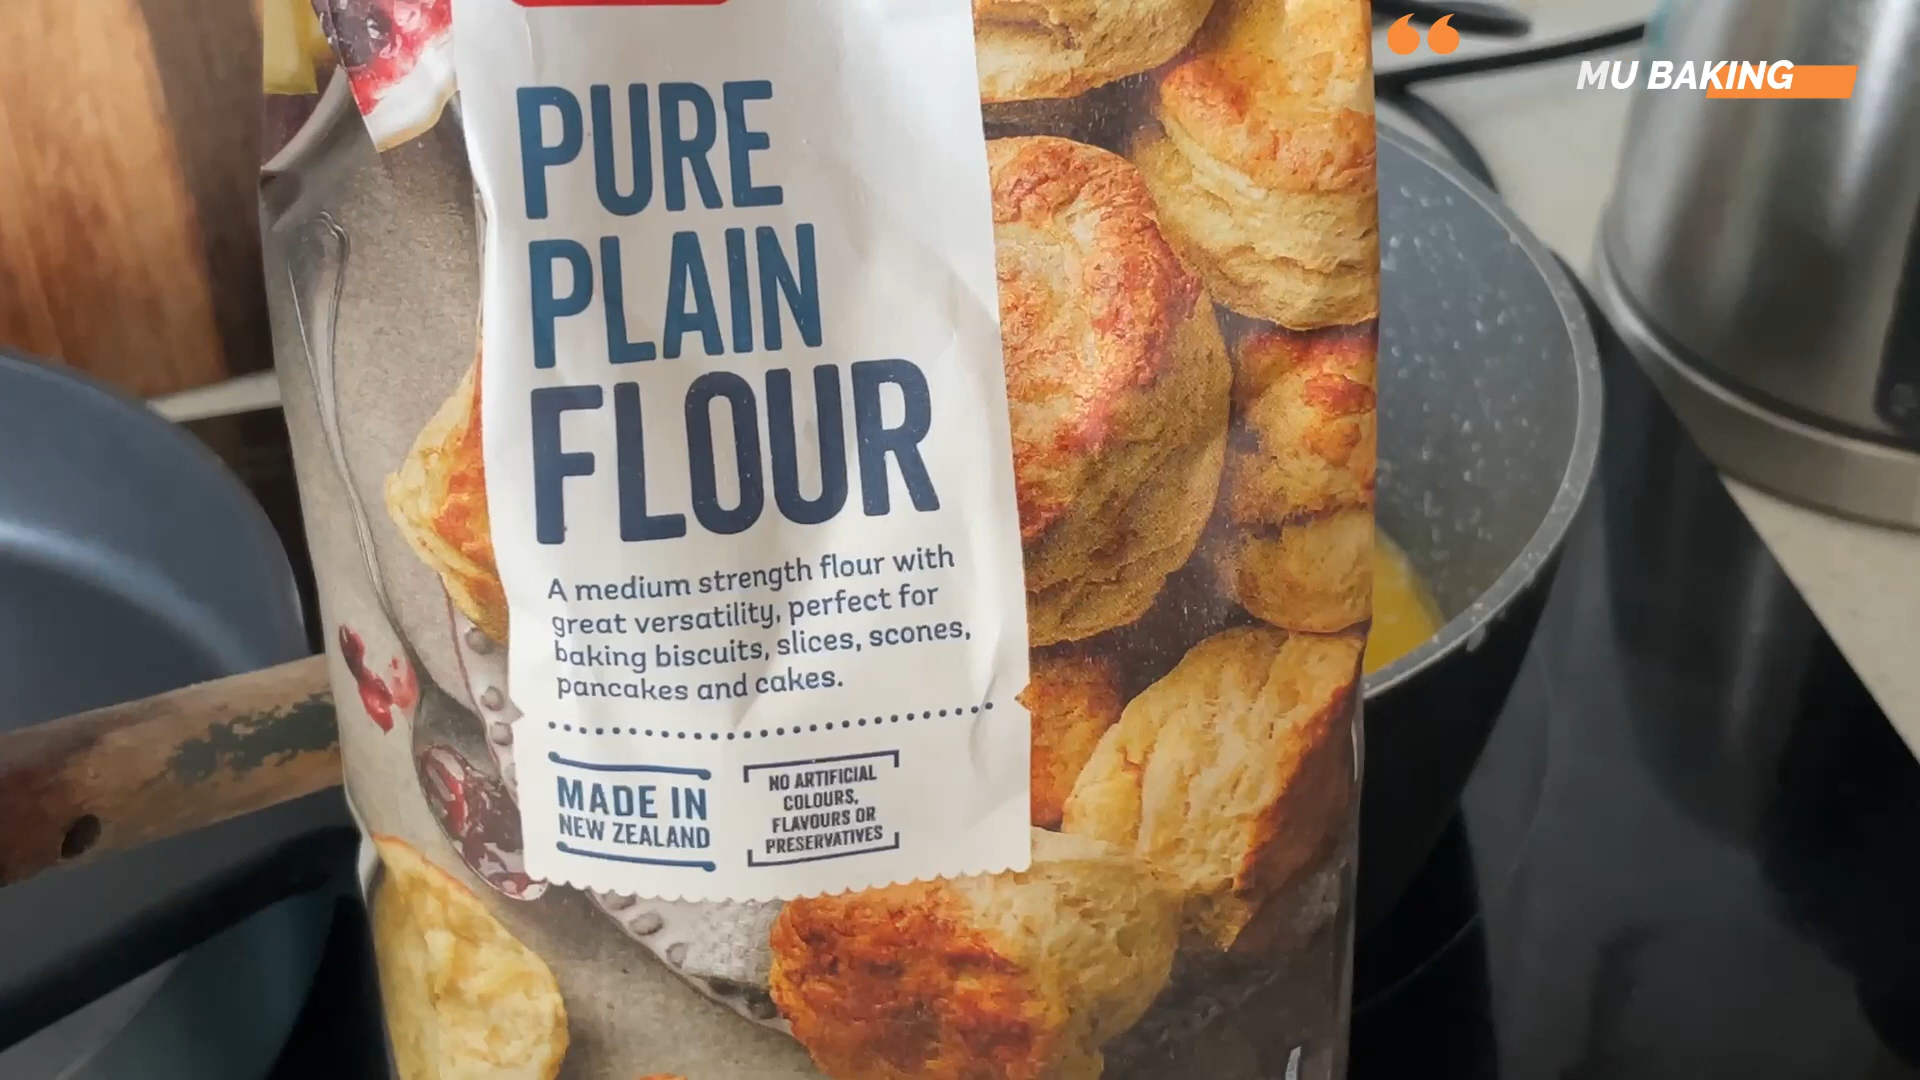 MU BAKING
PURE
PLAIN
FLOUR
A medium strength flour with
great versatility, perfect for
baking biscuits, slices, scones,
pancakes and cakes.
MADE IN
NEW ZEALAND
NO ARTIFICIAL
COLOURS,
FLAVOURS OR
PRESERVATIVES